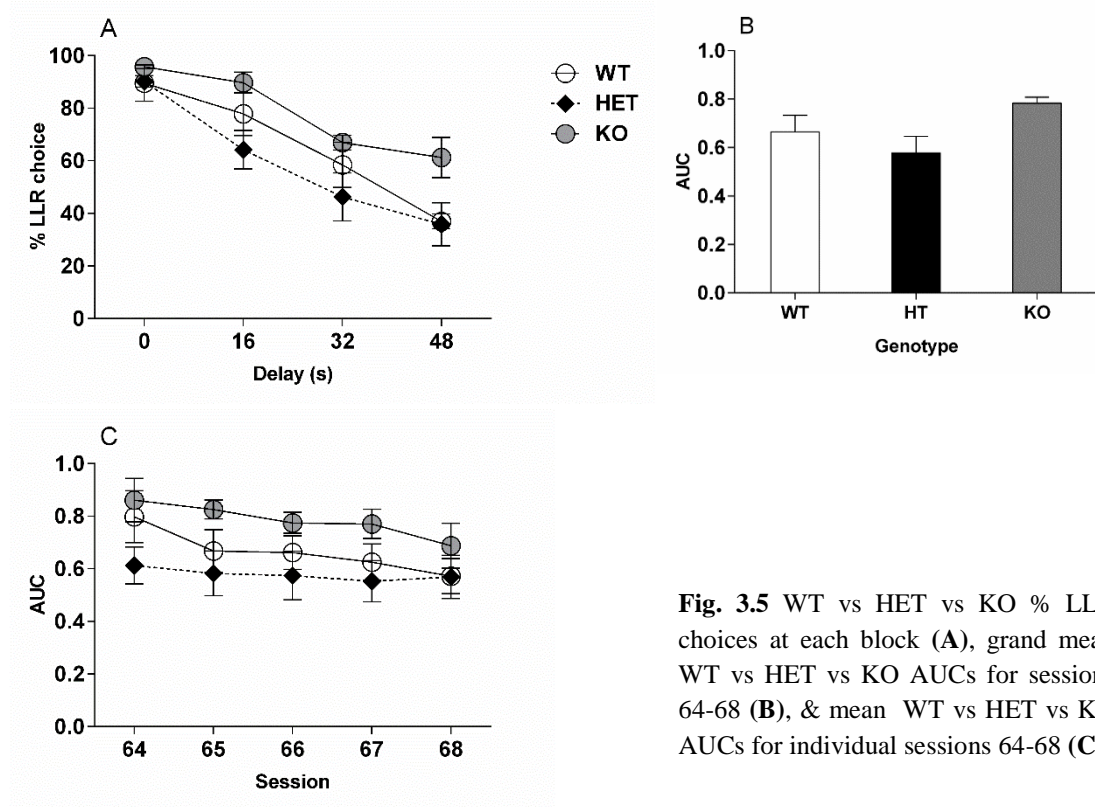 A
100
80
60
40
20
0
% LLR choice
0 16 32 48
Delay (s)
WT
HET
KO
B
1.0
0.8
0.6
0.4
0.2
0.0
AUC
WT HT KO
Genotype
C
1.0
0.8
0.6
0.4
0.2
0.0
AUC
64 65 66 67 68
Session
Fig. 3.5 WT vs HET vs KO % LL
choices at each block (A), grand mea
WT vs HET vs KO AUCs for session
64-68 (B), & mean WT vs HET vs K
AUCs for individual sessions 64-68 (C